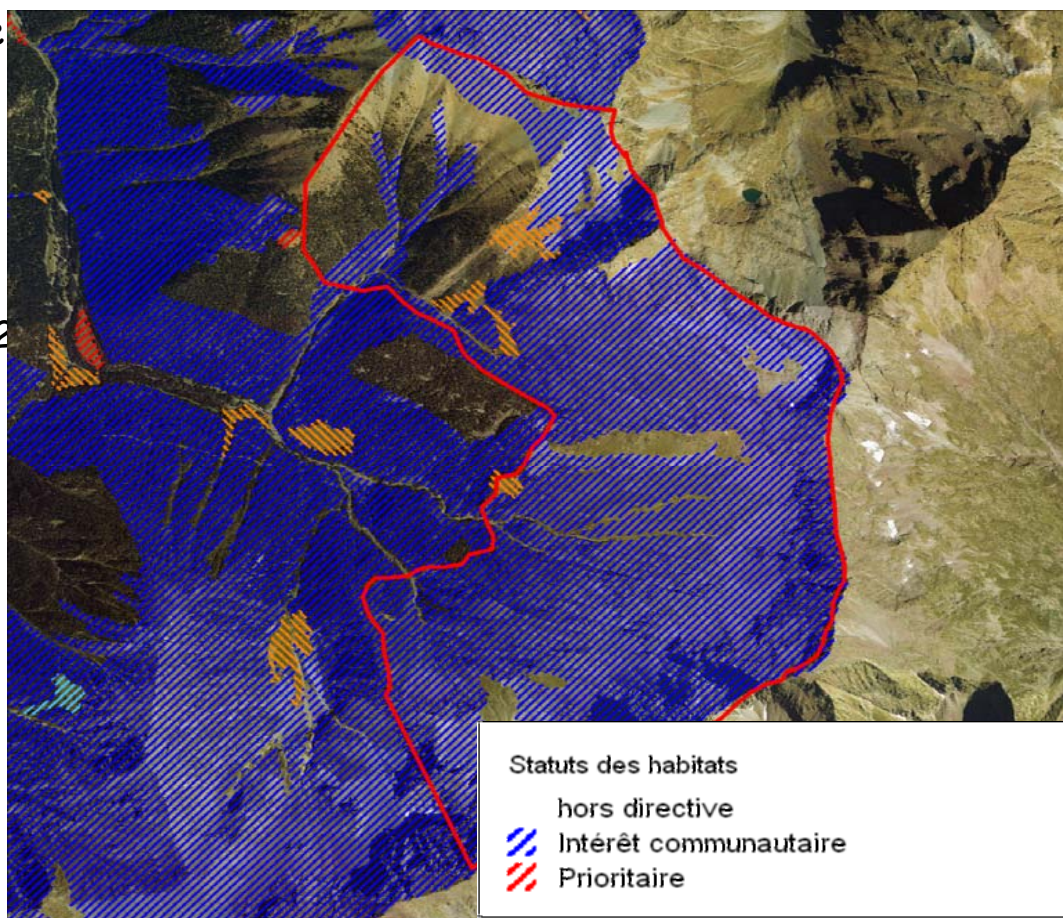 Statuts des habitats
hors directive
Intérêt communautaire
Prioritaire